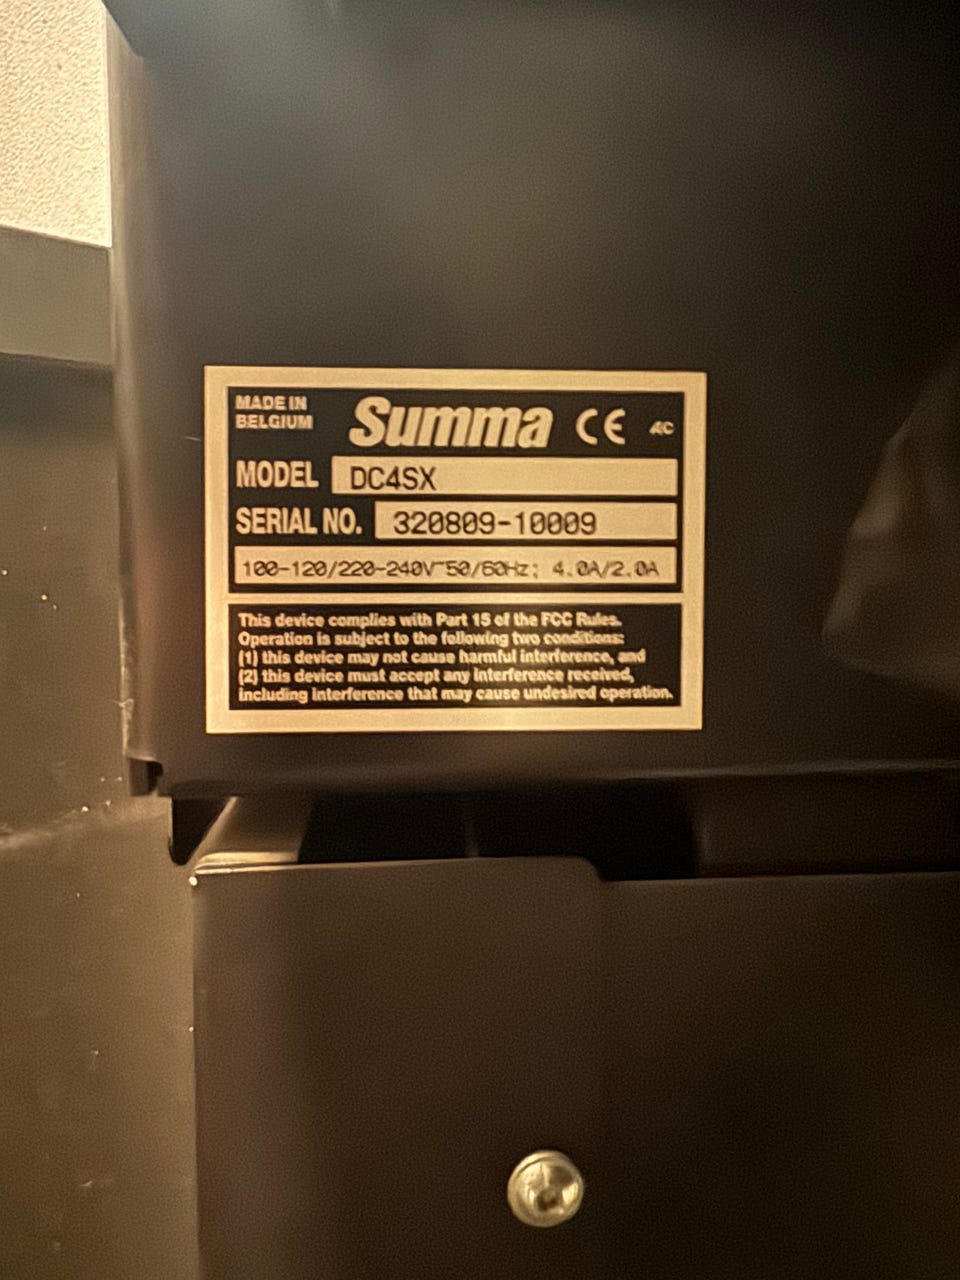 MADE IN
BELGIUM
Summa CE
MODEL DC4SX
SERIAL NO. 320809-10009
100-120/220-240V~50/60Hz; 4.0A/2.0A
This device complies with Part 15 of the FCC Rules.
Operation is subject to the following two conditions:
(1) this device may not cause harmful interference, and
(2) this device must accept any interference received,
including interference that may cause undesired operation.